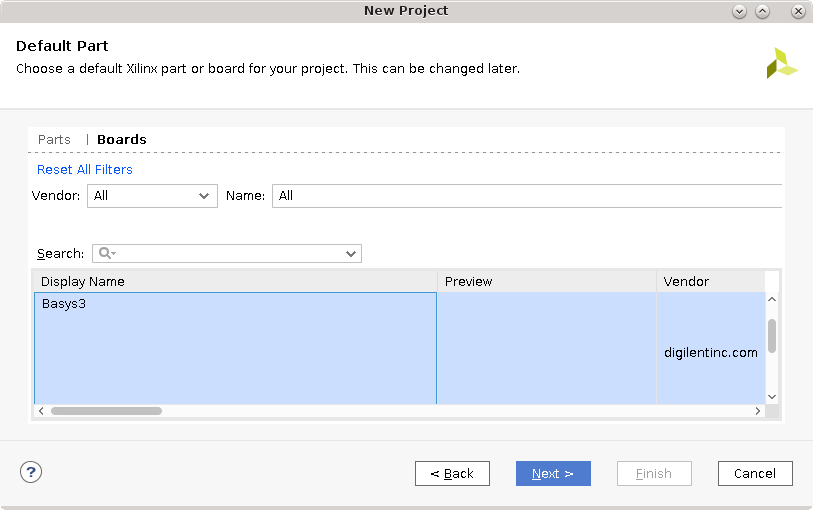 New Project
Default Part
Choose a default Xilinx part or board for your project. This can be changed later.
Parts | Boards
Reset All Filters
Vendor: All Name: All
Search:
Display Name Preview Vendor
Basys3
digilentinc.com
? < Back Next > Finish Cancel